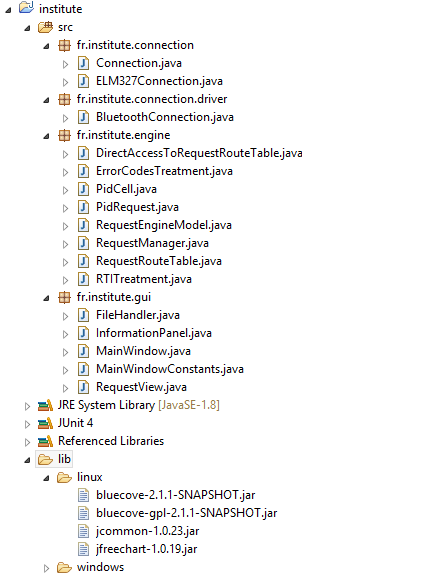 institute
src
fr.institute.connection
Connection.java
ELM327Connection.java
fr.institute.connection.driver
BluetoothConnection.java
fr.institute.engine
DirectAccessToRequestRouteTable.java
ErrorCodesTreatment.java
PidCell.java
PidRequest.java
RequestEngineModel.java
RequestManager.java
RequestRouteTable.java
RTITreatment.java
fr.institute.gui
FileHandler.java
InformationPanel.java
MainWindow.java
MainWindowConstants.java
RequestView.java
JRE System Library [JavaSE-1.8]
JUnit 4
Referenced Libraries
lib
linux
bluecove-2.1.1-SNAPSHOT.jar
bluecove-gpl-2.1.1-SNAPSHOT.jar
jcommon-1.0.23.jar
jfreechart-1.0.19.jar
windows